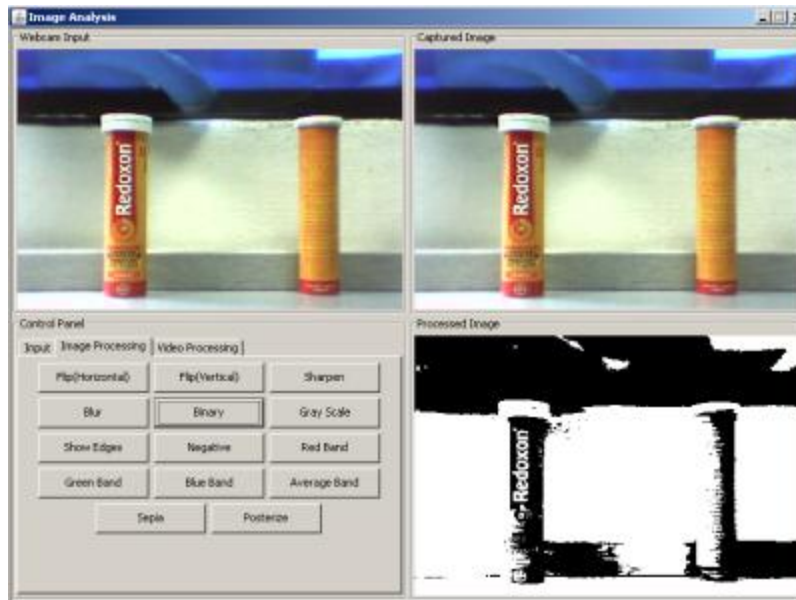 Image Analysis
Webcam Input
Captured Image
Redoxon
Redoxon
Control Panel
Processed Image
Input Image Processing Video Processing
Flip(Horizontal) Flip(Vertical) Sharpen
Blur Binary Gray Scale
Show Edges Negative Red Band
Green Band Blue Band Average Band
Sepia Posterize
Redoxon